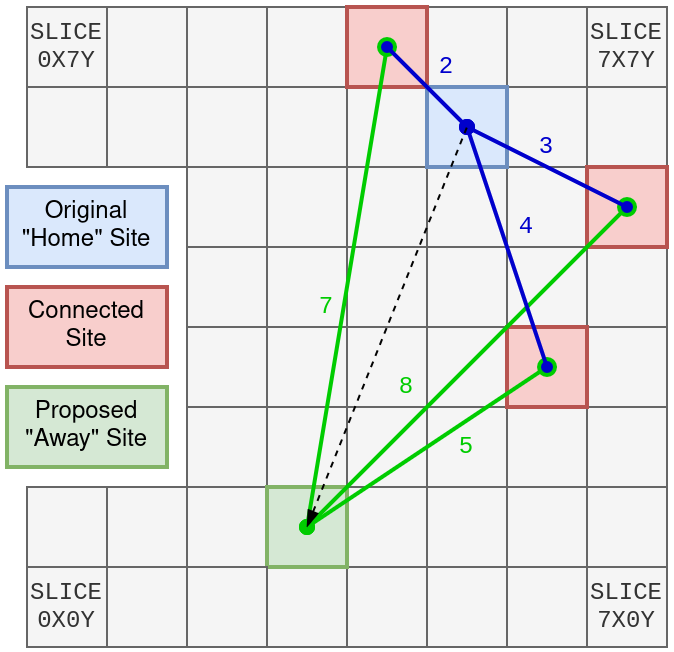 SLICE
0X7Y
SLICE
7X7Y
2
3
Original
"Home" Site
4
Connected
Site
7
8
Proposed
"Away" Site
5
SLICE
0X0Y
SLICE
7X0Y